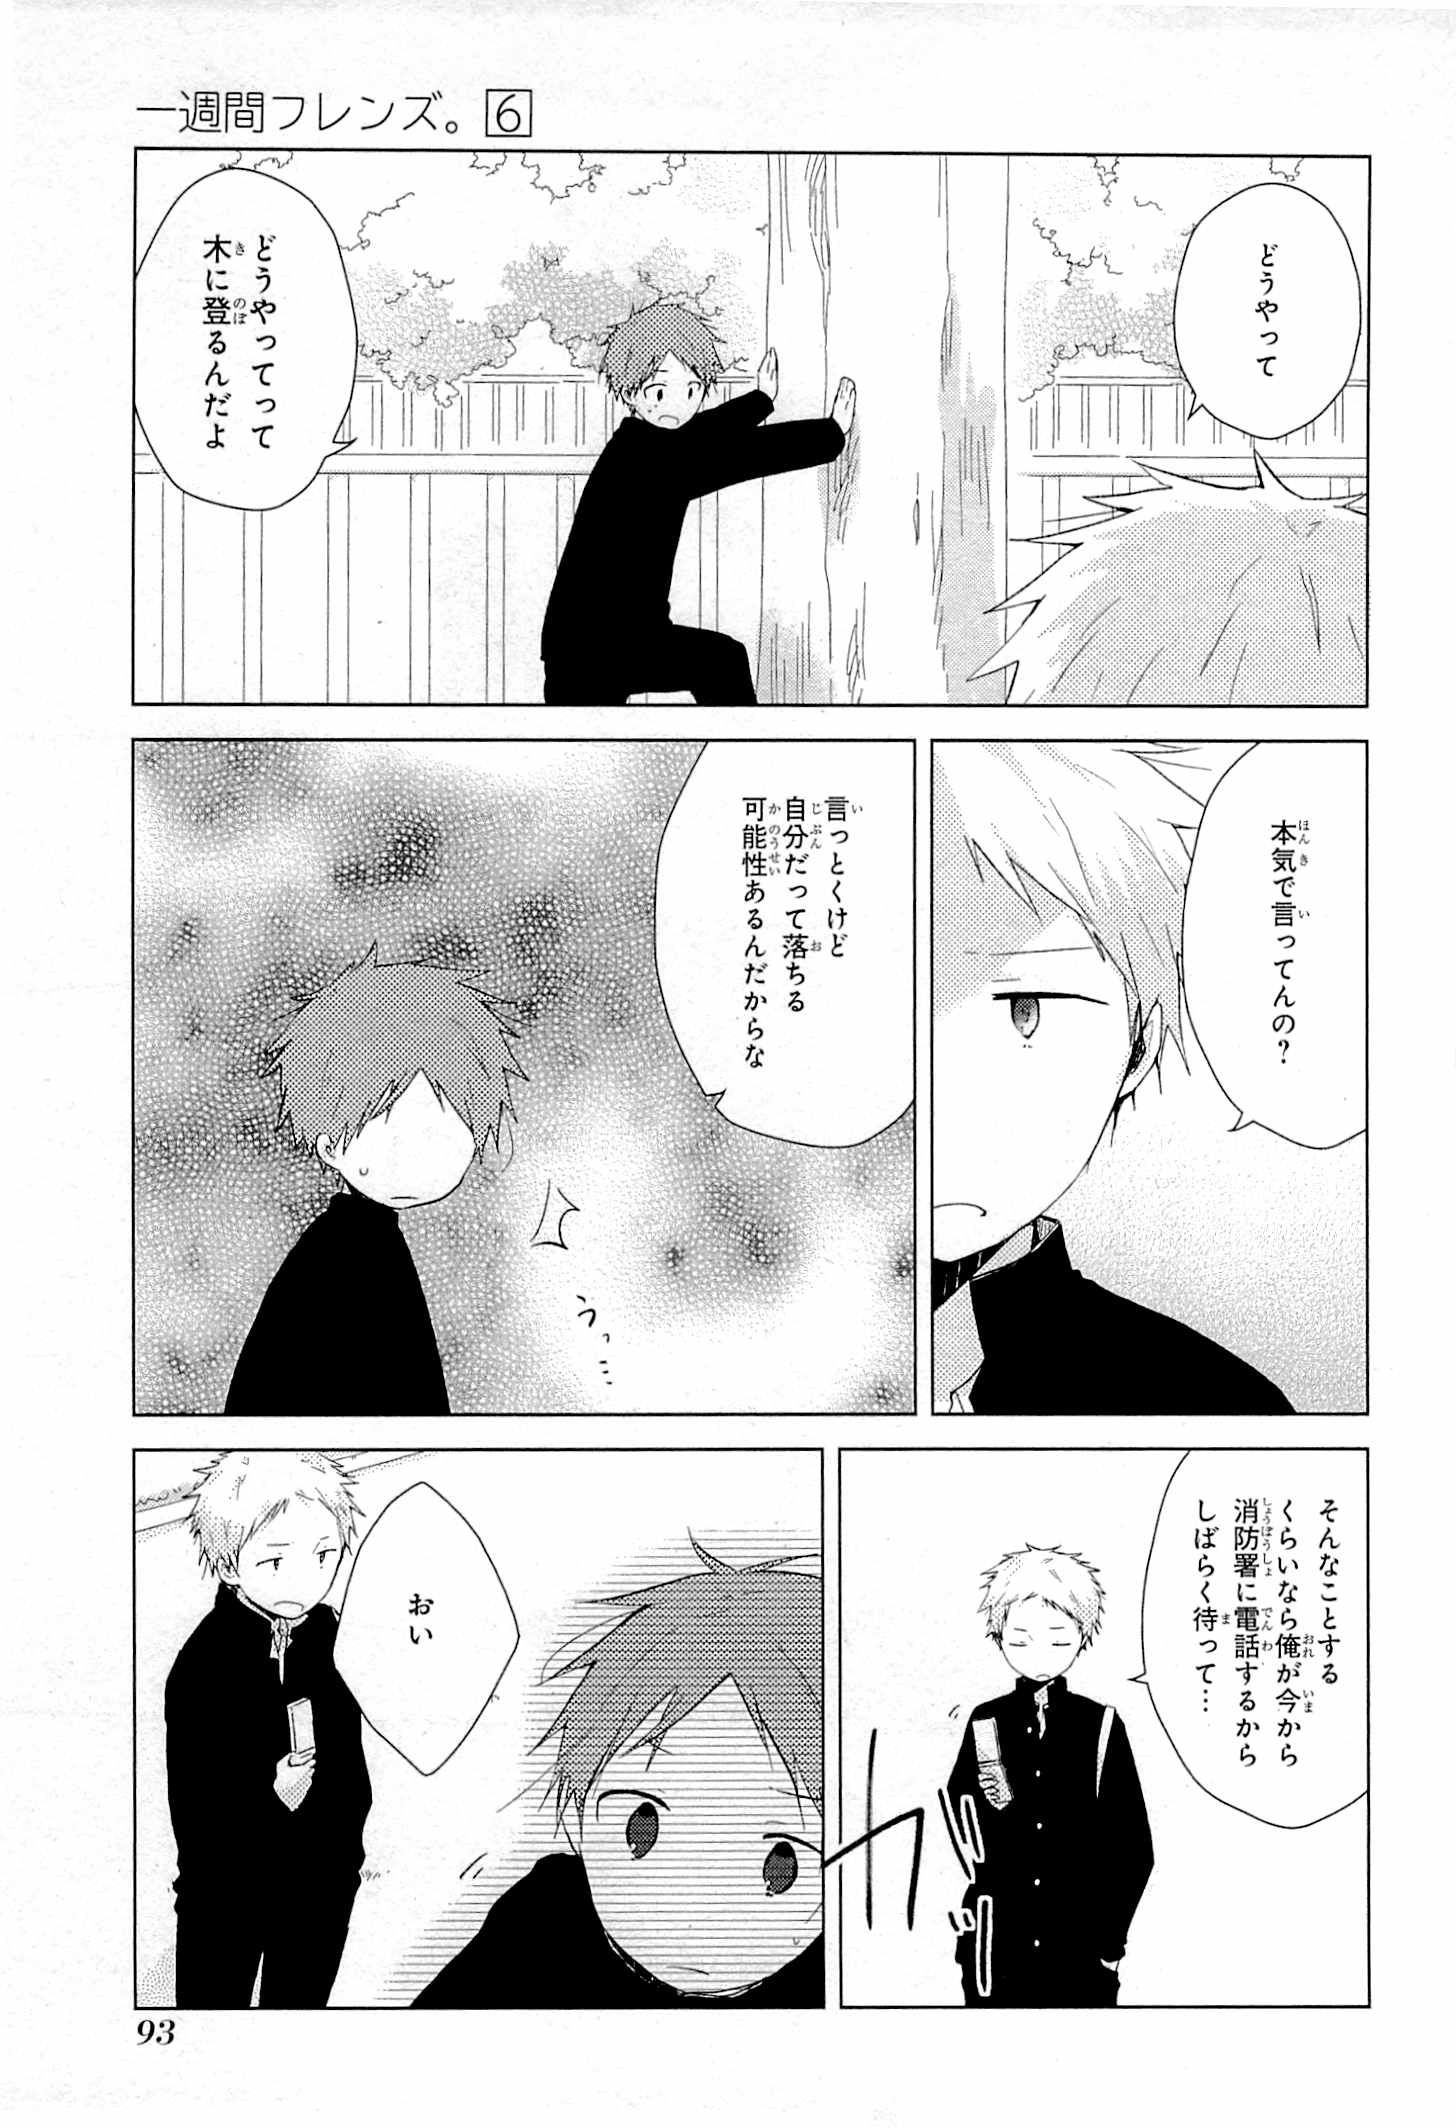 一週間フレンズ。6
どうやって
どうやってって
木に登るんだよ
本気で言ってんの?
言っとくけど
自分だって落ちる
可能性あるんだからな
うっ…
そんなことする
くらいなら俺が今から
消防署に電話するから
しばらく待って…
おい
93